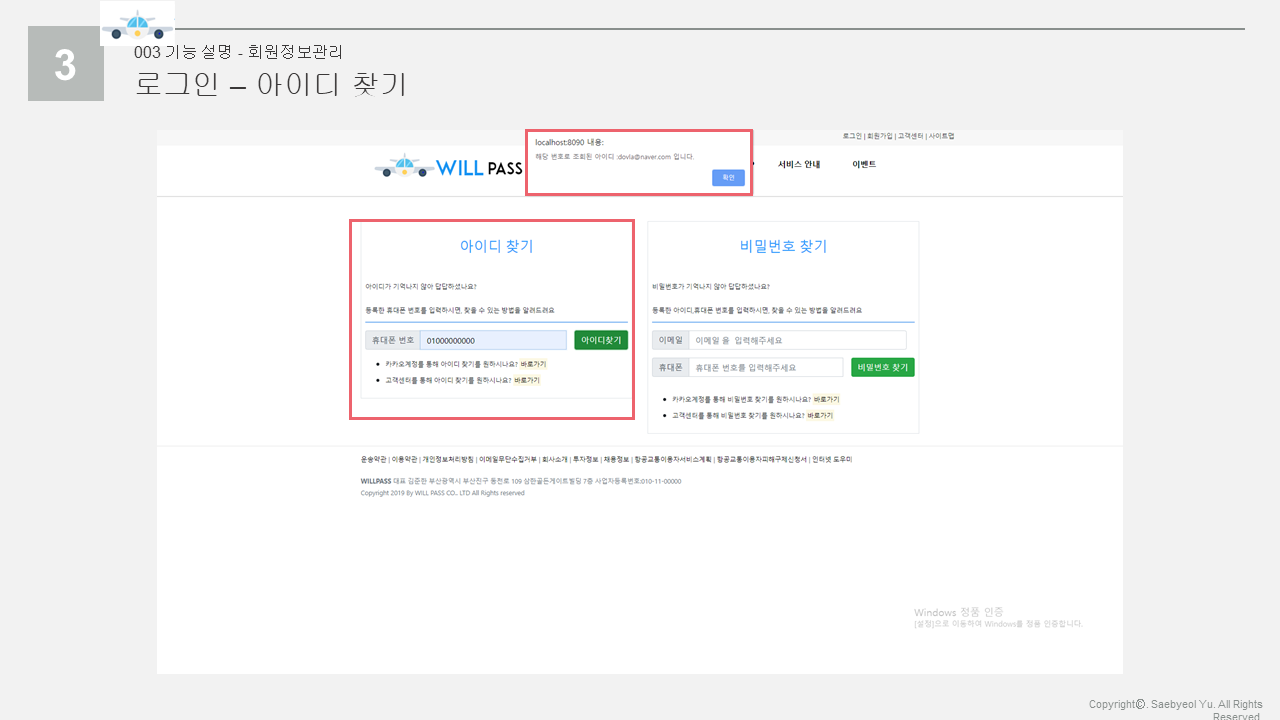 3
003 기능 설명 - 회원정보관리
로그인 – 아이디 찾기
로그인 | 회원가입 | 고객센터 | 사이트맵
localhost:8090 내용:
해당 번호로 조회된 아이디 :dovla@naver.com 입니다.
확인
WILL PASS
서비스 안내
이벤트
아이디 찾기
아이디가 기억나지 않아 답답하셨나요?
등록한 휴대폰 번호를 입력하시면, 찾을 수 있는 방법을 알려드려요
휴대폰 번호
01000000000
아이디찾기
카카오계정를 통해 아이디 찾기를 원하시나요? 바로가기
고객센터를 통해 아이디 찾기를 원하시나요? 바로가기
비밀번호 찾기
비밀번호가 기억나지 않아 답답하셨나요?
등록한 아이디,휴대폰 번호를 입력하시면, 찾을 수 있는 방법을 알려드려요
이메일
이메일 을 입력해주세요
휴대폰
휴대폰 번호를 입력해주세요
비밀번호 찾기
카카오계정를 통해 비밀번호 찾기를 원하시나요? 바로가기
고객센터를 통해 비밀번호 찾기를 원하시나요? 바로가기
운송약관 | 이용약관 | 개인정보처리방침 | 이메일무단수집거부 | 회사소개 | 투자정보 | 채용정보 | 항공교통이용자서비스계획 | 항공교통이용자피해구제신청서 | 인터넷 도우미
WILLPASS 대표 김준한 부산광역시 부산진구 동천로 109 삼한골든게이트빌딩 7층 사업자등록번호:010-11-00000
Copyright 2019 By WILL PASS CO., LTD All Rights reserved
Windows 정품 인증
[설정]으로 이동하여 Windows를 정품 인증합니다.
Copyright©. Saebyeol Yu. All Rights
Reserved.